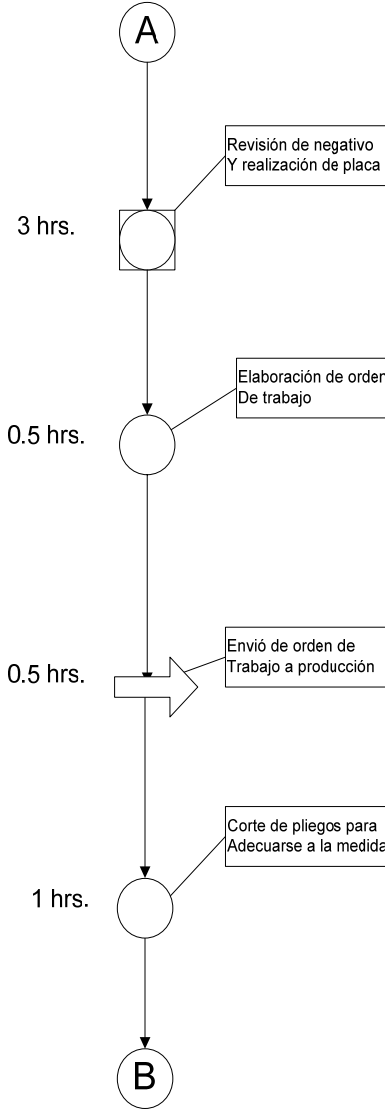 A
Revisión de negativo
Y realización de placa
3 hrs.
Elaboración de orden
De trabajo
0.5 hrs.
Envió de orden de
Trabajo a producción
0.5 hrs.
Corte de pliegos para
Adecuarse a la medida
1 hrs.
B